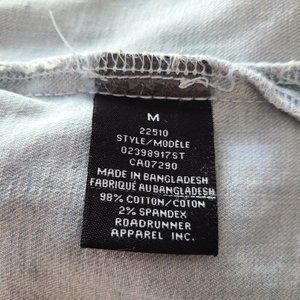 M
22510
STYLE/MODÈLE
02398917ST
CA07290
MADE IN BANGLADESH
FABRIQUÉ AU BANGLADESH
98% COTTON/COTON
2% SPANDEX
ROADRUNNER
APPAREL INC.